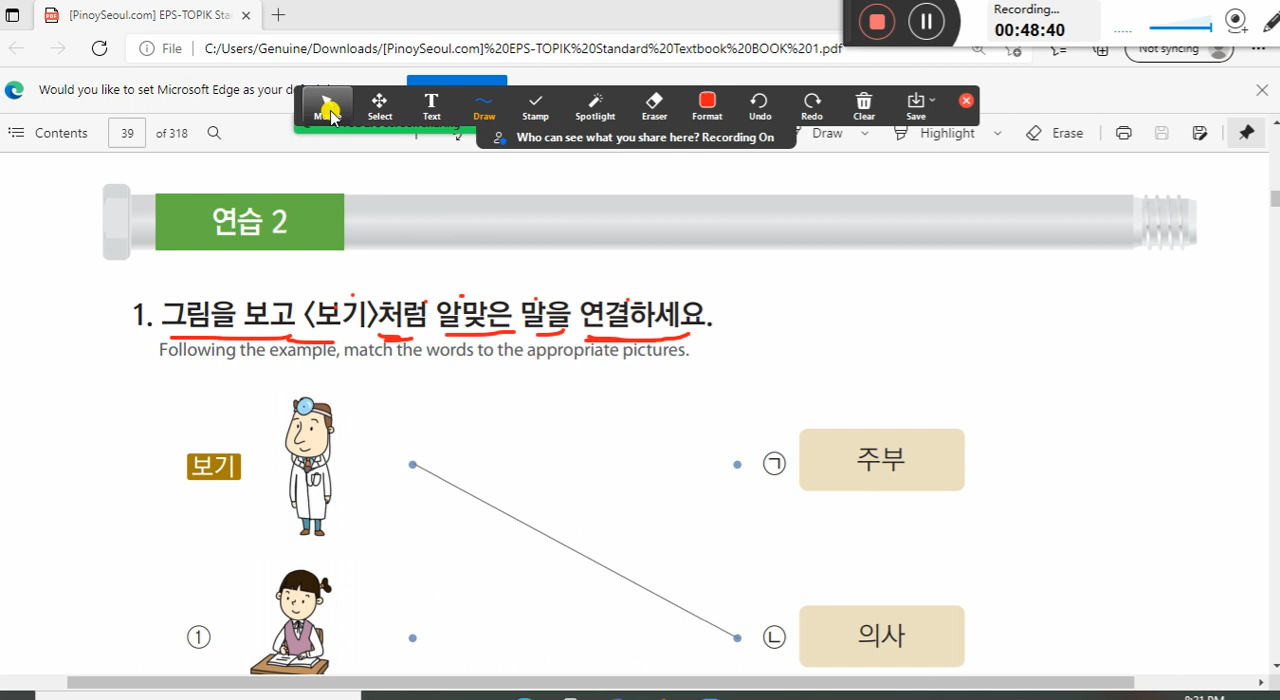 [PinoySeoul.com] EPS-TOPIK Sta
Recording...
00:48:40
File
C:/Users/Genuine/Downloads/[PinoySeoul.com]%20EPS-TOPIK%20Standard%20Textbook%20BOOK%201.pdf
Not syncing
Would you like to set Microsoft Edge as your de
Select
Text
Draw
Stamp
Spotlight
Eraser
Format
Undo
Redo
Clear
Save
Who can see what you share here? Recording On
Contents
39
of 318
Draw
Highlight
Erase
연습 2
1. 그림을 보고 <보기>처럼 알맞은 말을 연결하세요.
Following the example, match the words to the appropriate pictures.
보기
㉠
주부
①
㉡
의사